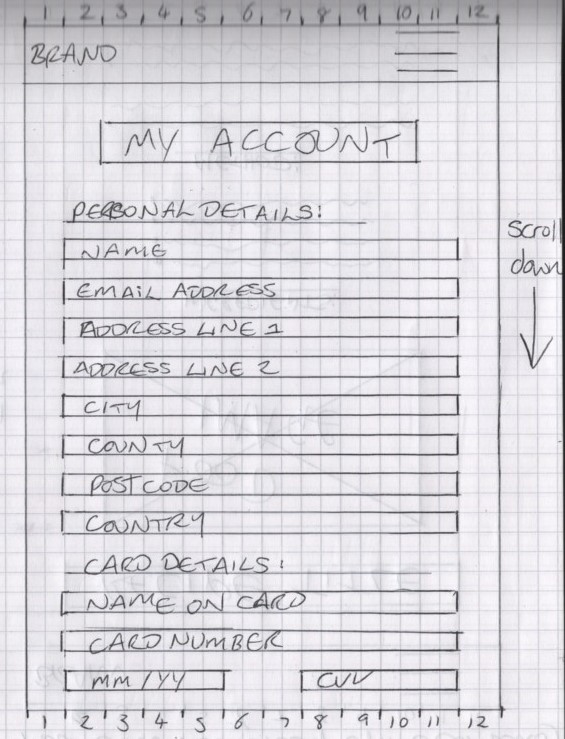 1 2 3 4 5 6 7 8 9 10 11 12
BRAND
MY ACCOUNT
PERSONAL DETAILS:
NAME
EMAIL ADDRESS
ADDRESS LINE 1
ADDRESS LINE 2
CITY
COUNTY
POSTCODE
COUNTRY
CARD DETAILS:
NAME ON CARD
CARD NUMBER
mm / YY CVV
1 2 3 4 5 6 7 8 9 10 11 12
scroll
down